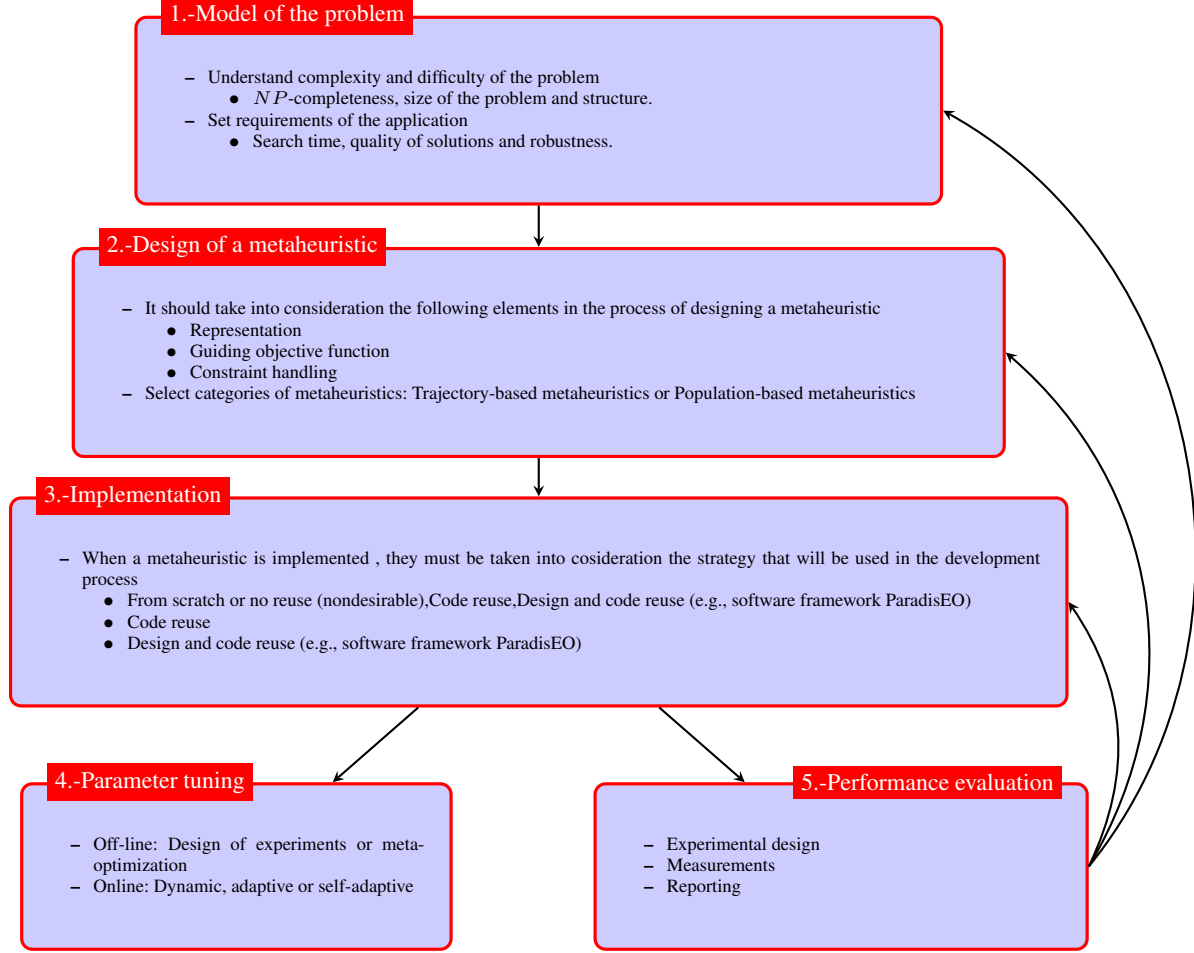 1.-Model of the problem
– Understand complexity and difficulty of the problem
• NP-completeness, size of the problem and structure.
– Set requirements of the application
• Search time, quality of solutions and robustness.
2.-Design of a metaheuristic
– It should take into consideration the following elements in the process of designing a metaheuristic
• Representation
• Guiding objective function
• Constraint handling
– Select categories of metaheuristics: Trajectory-based metaheuristics or Population-based metaheuristics
3.-Implementation
– When a metaheuristic is implemented , they must be taken into cosideration the strategy that will be used in the development
process
• From scratch or no reuse (nondesirable),Code reuse,Design and code reuse (e.g., software framework ParadisEO)
• Code reuse
• Design and code reuse (e.g., software framework ParadisEO)
4.-Parameter tuning
– Off-line: Design of experiments or meta-
optimization
– Online: Dynamic, adaptive or self-adaptive
5.-Performance evaluation
– Experimental design
– Measurements
– Reporting